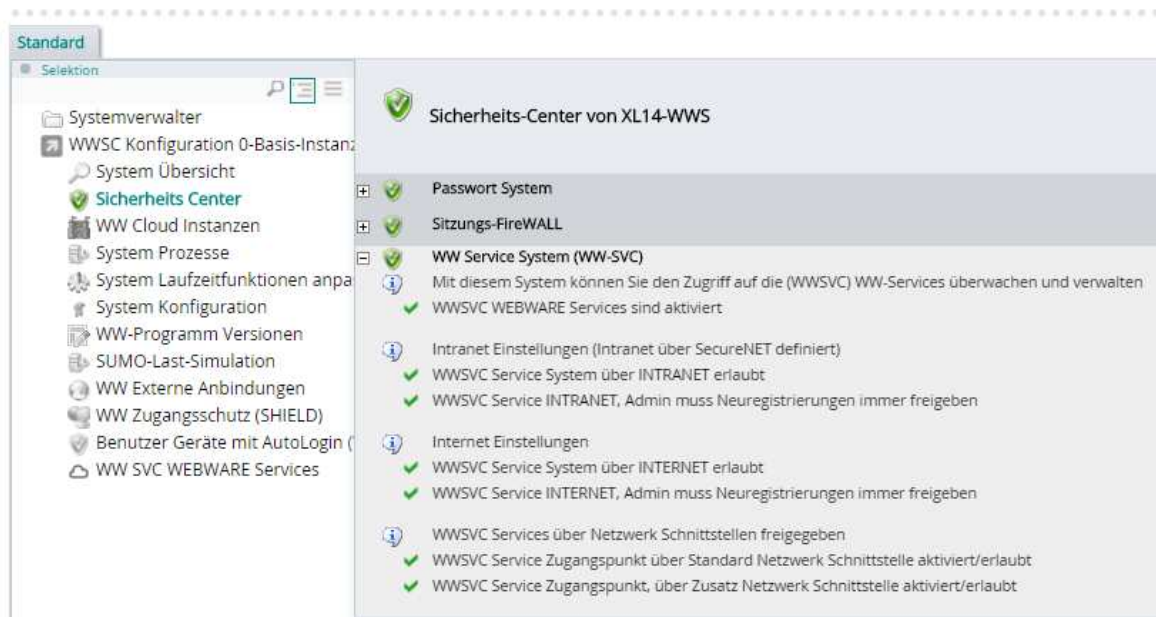 Standard
Selektion
Systemverwalter
WWSC Konfiguration 0-Basis-Instanz
System Übersicht
Sicherheits Center
WW Cloud Instanzen
System Prozesse
System Laufzeitfunktionen anpa
System Konfiguration
WW-Programm Versionen
SUMO-Last-Simulation
WW Externe Anbindungen
WW Zugangsschutz (SHIELD)
Benutzer Geräte mit AutoLogin (
WW SVC WEBWARE Services
Sicherheits-Center von XL14-WWS
Passwort System
Sitzungs-FireWALL
WW Service System (WW-SVC)
Mit diesem System können Sie den Zugriff auf die (WWSVC) WW-Services überwachen und verwalten
WWSVC WEBWARE Services sind aktiviert
Intranet Einstellungen (Intranet über SecureNET definiert)
WWSVC Service System über INTRANET erlaubt
WWSVC Service INTRANET, Admin muss Neuregistrierungen immer freigeben
Internet Einstellungen
WWSVC Service System über INTERNET erlaubt
WWSVC Service INTERNET, Admin muss Neuregistrierungen immer freigeben
WWSVC Services über Netzwerk Schnittstellen freigegeben
WWSVC Service Zugangspunkt über Standard Netzwerk Schnittstelle aktiviert/erlaubt
WWSVC Service Zugangspunkt, über Zusatz Netzwerk Schnittstelle aktiviert/erlaubt